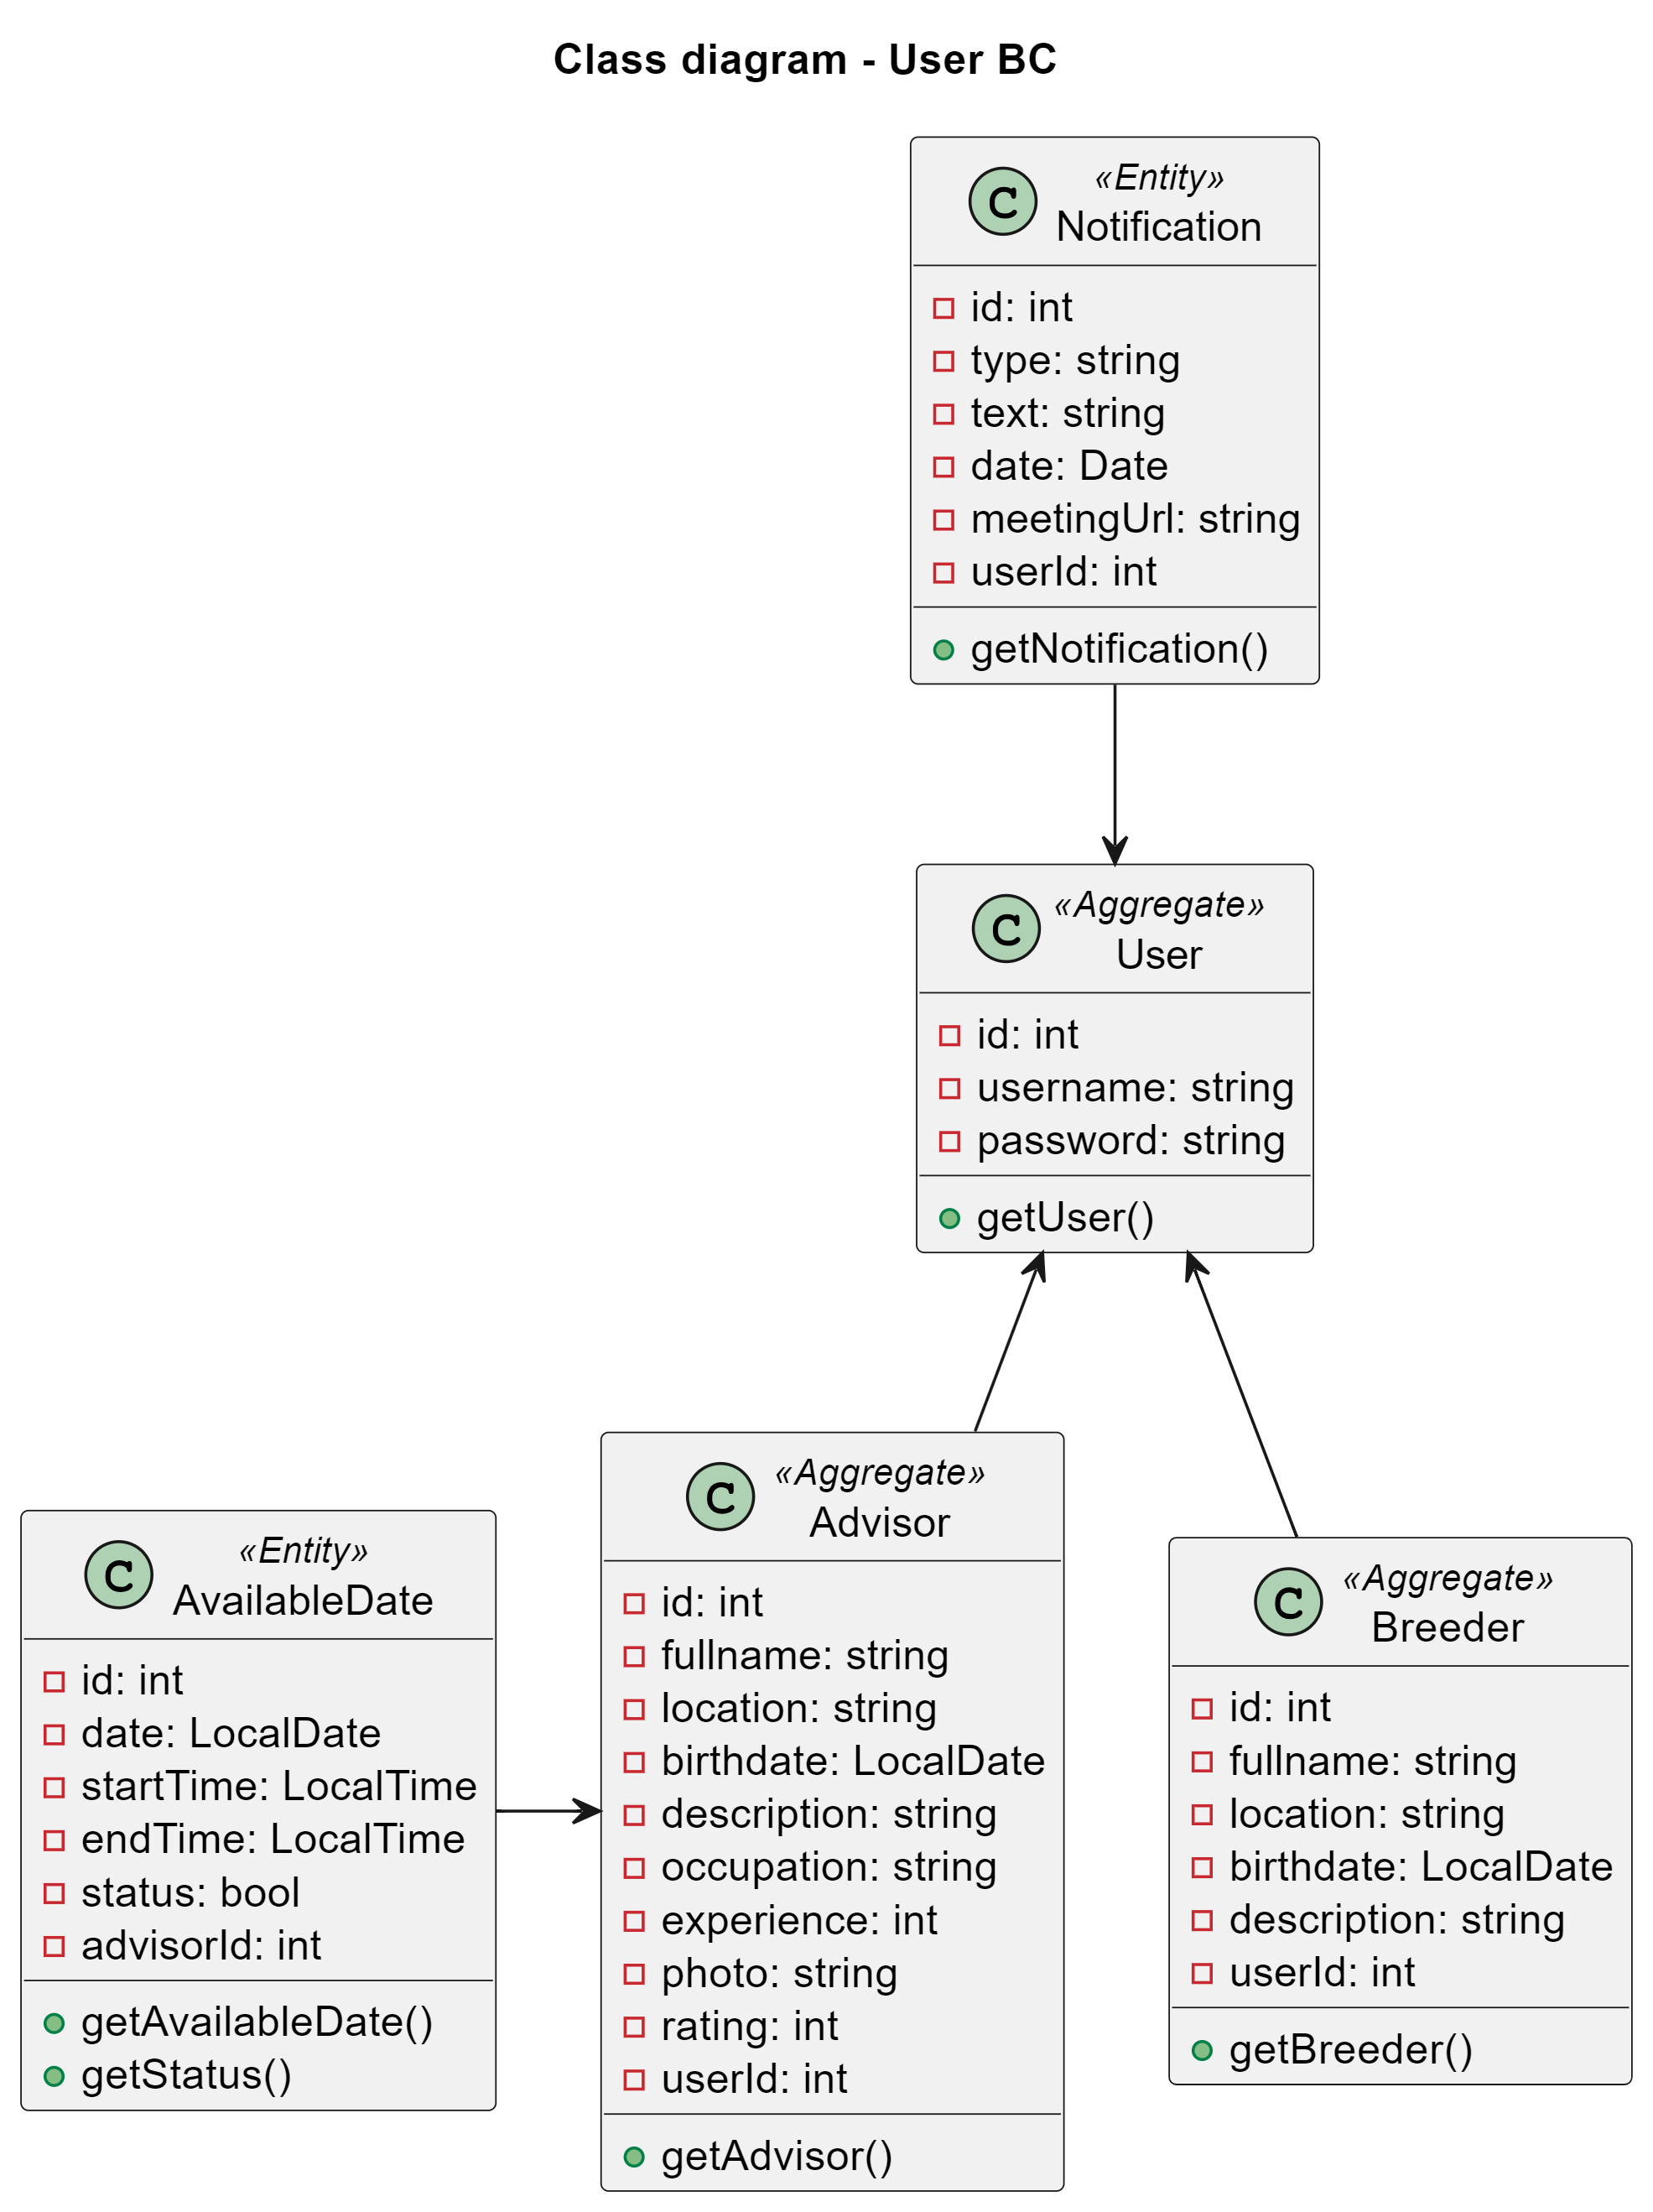 Class diagram - User BC
C
«Entity»
Notification
id: int
type: string
text: string
date: Date
meetingUrl: string
userId: int
getNotification()
C
«Aggregate»
User
id: int
username: string
password: string
getUser()
C
«Entity»
AvailableDate
id: int
date: LocalDate
startTime: LocalTime
endTime: LocalTime
status: bool
advisorId: int
getAvailableDate()
getStatus()
C
«Aggregate»
Advisor
id: int
fullname: string
location: string
birthdate: LocalDate
description: string
occupation: string
experience: int
photo: string
rating: int
userId: int
getAdvisor()
C
«Aggregate»
Breeder
id: int
fullname: string
location: string
birthdate: LocalDate
description: string
userId: int
getBreeder()